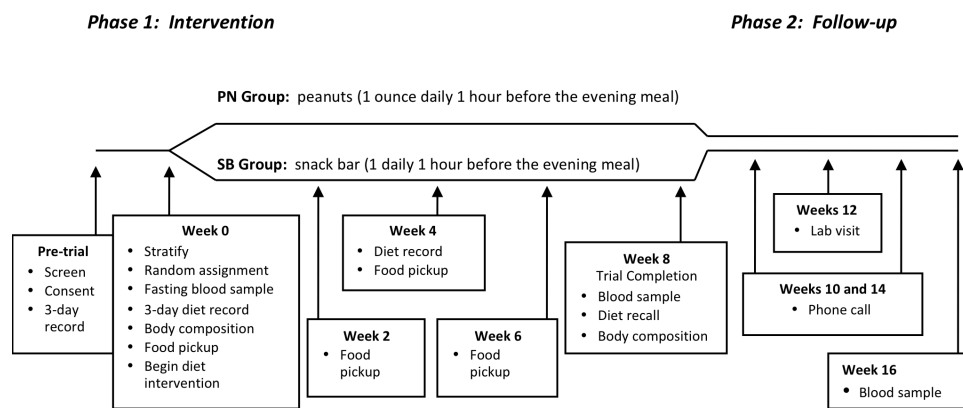 Phase 1: Intervention
Phase 2: Follow-up
PN Group: peanuts (1 ounce daily 1 hour before the evening meal)
SB Group: snack bar (1 daily 1 hour before the evening meal)
Pre-trial
• Screen
• Consent
• 3-day
record
Week 0
• Stratify
• Random assignment
• Fasting blood sample
• 3-day diet record
• Body composition
• Food pickup
• Begin diet
intervention
Week 2
• Food
pickup
Week 4
• Diet record
• Food pickup
Week 6
• Food
pickup
Week 8
Trial Completion
• Blood sample
• Diet recall
• Body composition
Weeks 12
• Lab visit
Weeks 10 and 14
• Phone call
Week 16
• Blood sample